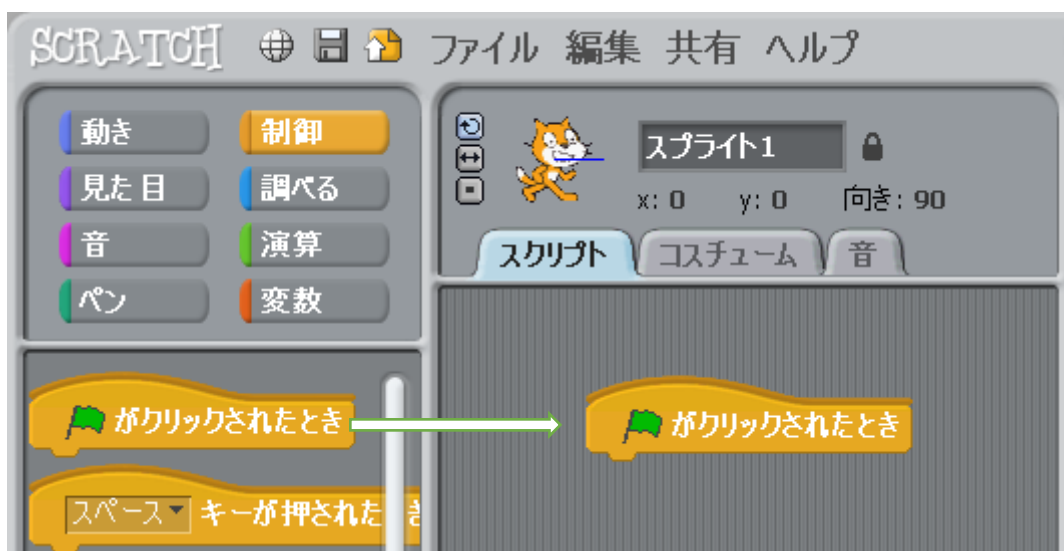 SCRATCH ファイル 編集 共有 ヘルプ
動き 制御
見た目 調べる
音 演算
ペン 変数
スプライト1
x: 0 y: 0 向き: 90
スクリプト コスチューム 音
がクリックされたとき
がクリックされたとき
スペース キーが押された